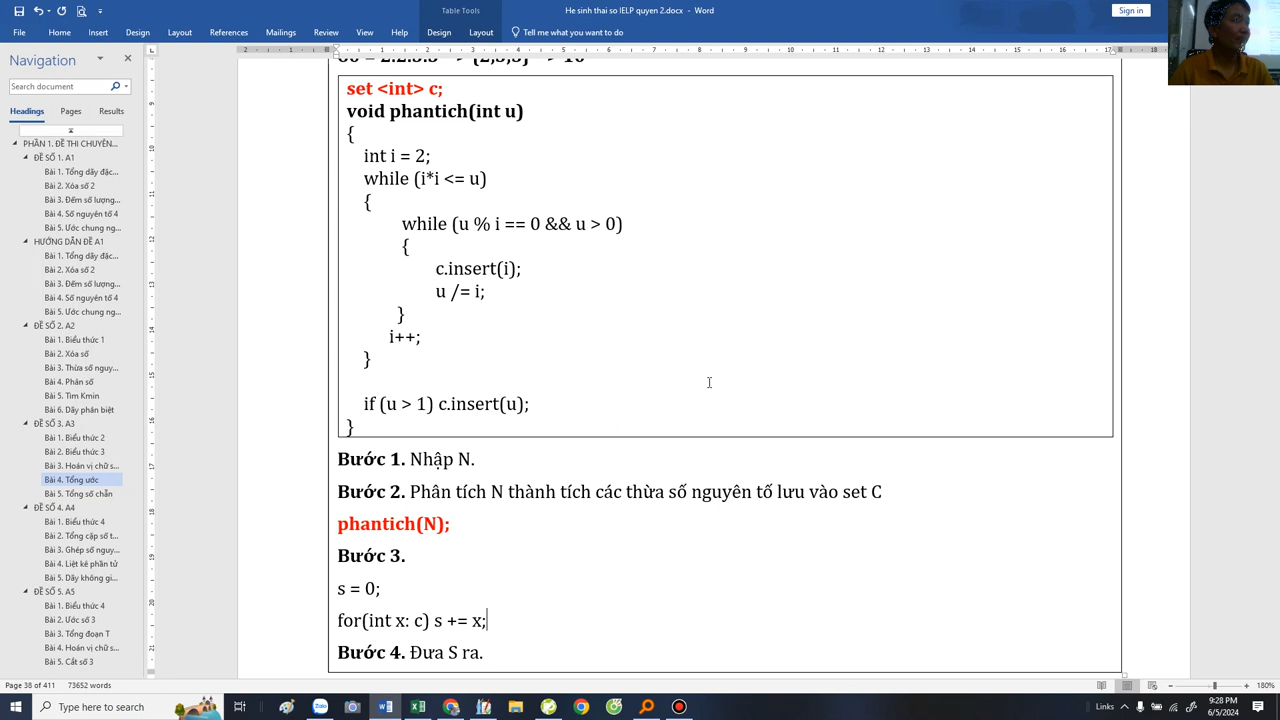 Table Tools
He sinh thai so IELP quyen 2.docx - Word
Sign in
File Home Insert Design Layout References Mailings Review View Help Design Layout Tell me what you want to do
Navigation
Search document
Headings Pages Results
PHẦN 1. ĐỀ THI CHUYÊN...
ĐỀ SỐ 1. A1
Bài 1. Tổng dãy đặc...
Bài 2. Xóa số 2
Bài 3. Đếm số lượng...
Bài 4. Số nguyên tố 4
Bài 5. Ước chung ng...
HƯỚNG DẪN ĐỀ A1
Bài 1. Tổng dãy đặc...
Bài 2. Xóa số 2
Bài 3. Đếm số lượng...
Bài 4. Số nguyên tố 4
Bài 5. Ước chung ng...
ĐỀ SỐ 2. A2
Bài 1. Biểu thức 1
Bài 2. Xóa số
Bài 3. Thừa số nguy...
Bài 4. Phân số
Bài 5. Tim Kmin
Bài 6. Dãy phân biệt
ĐỀ SỐ 3. A3
Bài 1. Biểu thức 2
Bài 2. Biểu thức 3
Bài 3. Hoán vị chữ s...
Bài 4. Tổng ước
Bài 5. Tổng số chẵn
ĐỀ SỐ 4. A4
Bài 1. Biểu thức 4
Bài 2. Tổng cặp số t...
Bài 3. Ghép số nguy...
Bài 4. Liệt kê phần tử
Bài 5. Dãy không gi...
ĐỀ SỐ 5. A5
Bài 1. Biểu thức 4
Bài 2. Ước số 3
Bài 3. Tổng đoạn T
Bài 4. Hoán vị chữ s...
Bài 5. Cắt số 3
set <int> c;
void phantich(int u)
{
int i = 2;
while (i*i <= u)
{
while (u % i == 0 && u > 0)
{
c.insert(i);
u /= i;
}
i++;
}
if (u > 1) c.insert(u);
}
Bước 1. Nhập N.
Bước 2. Phân tích N thành tích các thừa số nguyên tố lưu vào set C
phantich(N);
Bước 3.
s = 0;
for(int x: c) s += x;
Bước 4. Đưa S ra.
Page 38 of 411 73652 words
180%
Type here to search
9:28 PM
6/5/2024